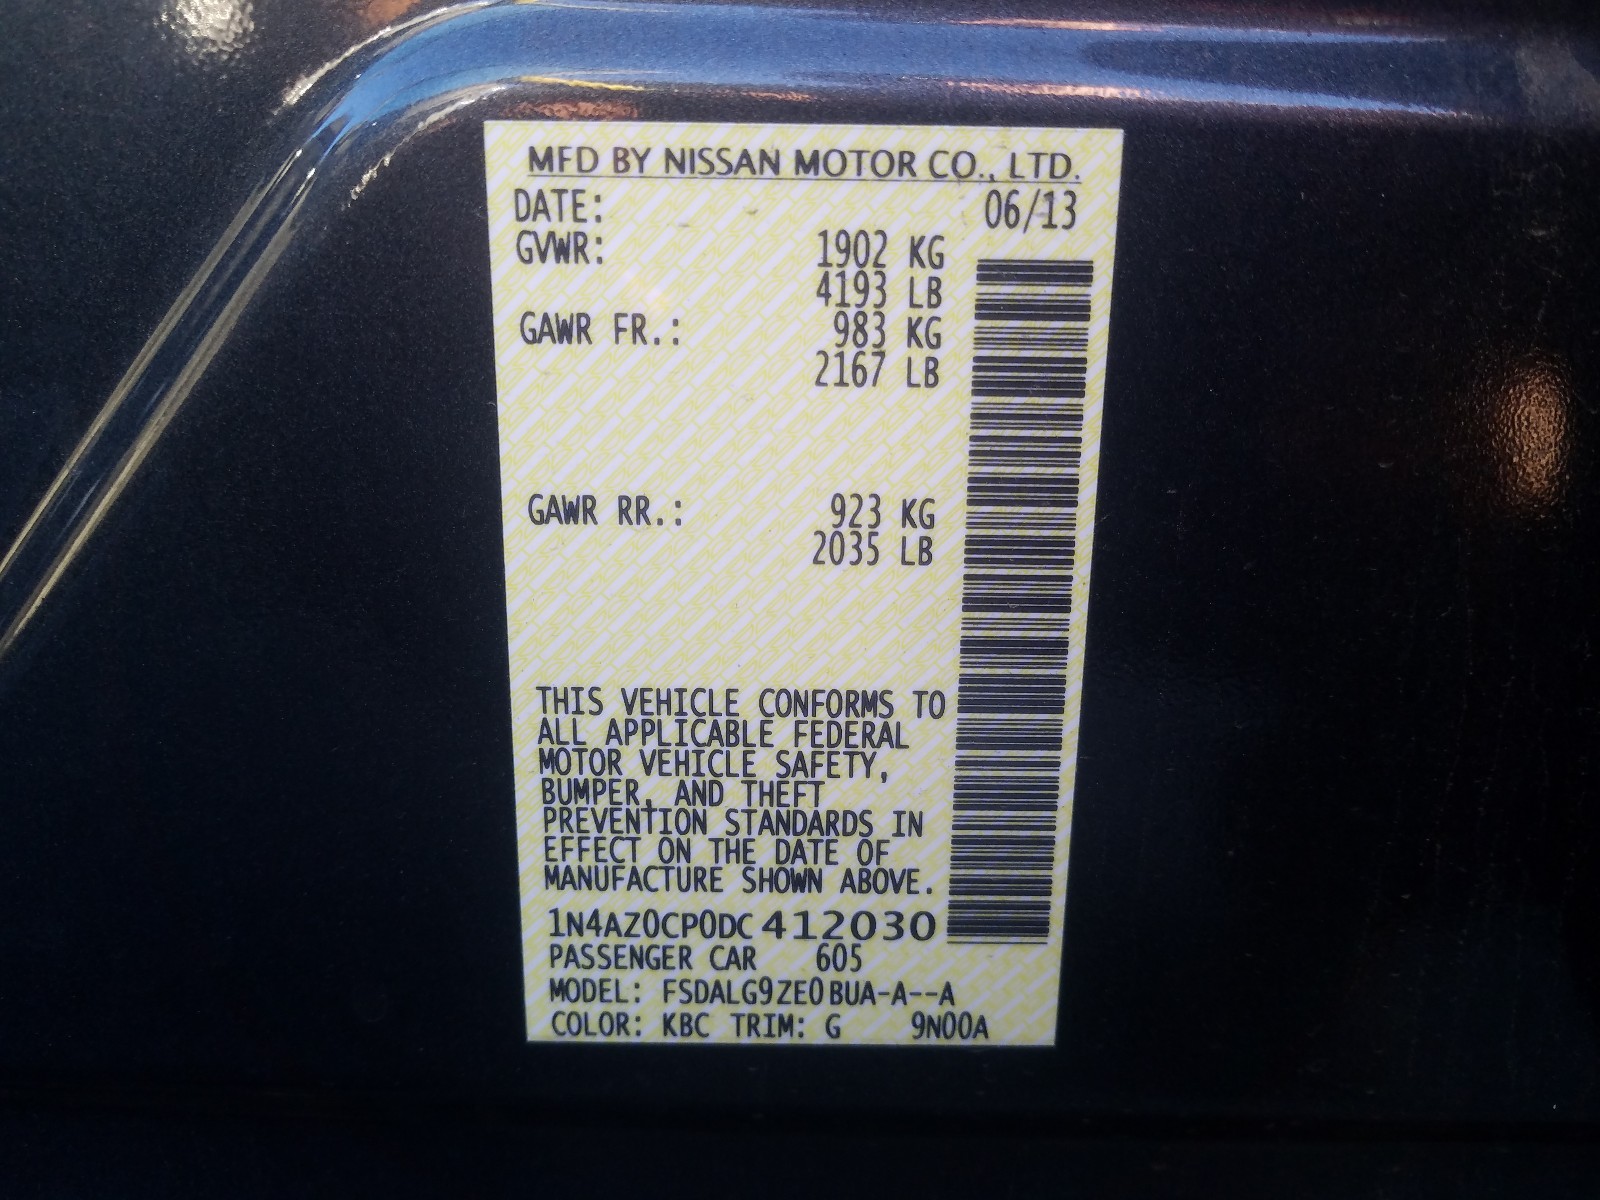 MFD BY NISSAN MOTOR CO., LTD.
DATE: 06/13
GVWR: 1902 KG
4193 LB
GAWR FR.: 983 KG
2167 LB
GAWR RR.: 923 KG
2035 LB
THIS VEHICLE CONFORMS TO
ALL APPLICABLE FEDERAL
MOTOR VEHICLE SAFETY,
BUMPER, AND THEFT
PREVENTION STANDARDS IN
EFFECT ON THE DATE OF
MANUFACTURE SHOWN ABOVE.
1N4AZ0CP0DC412030
PASSENGER CAR 605
MODEL: FSDALG9ZE0BUA-A--A
COLOR: KBC TRIM: G 9N00A